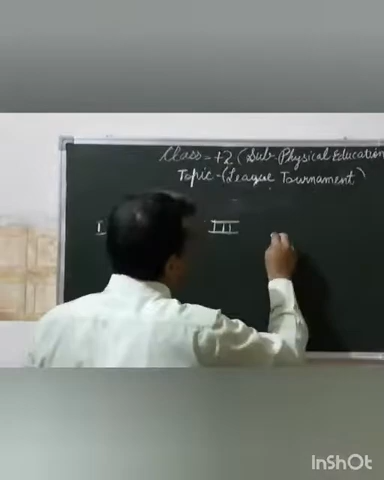 Class = +2 (Sub- Physical Education
Topic - (League Tournament)
I III
InShOt